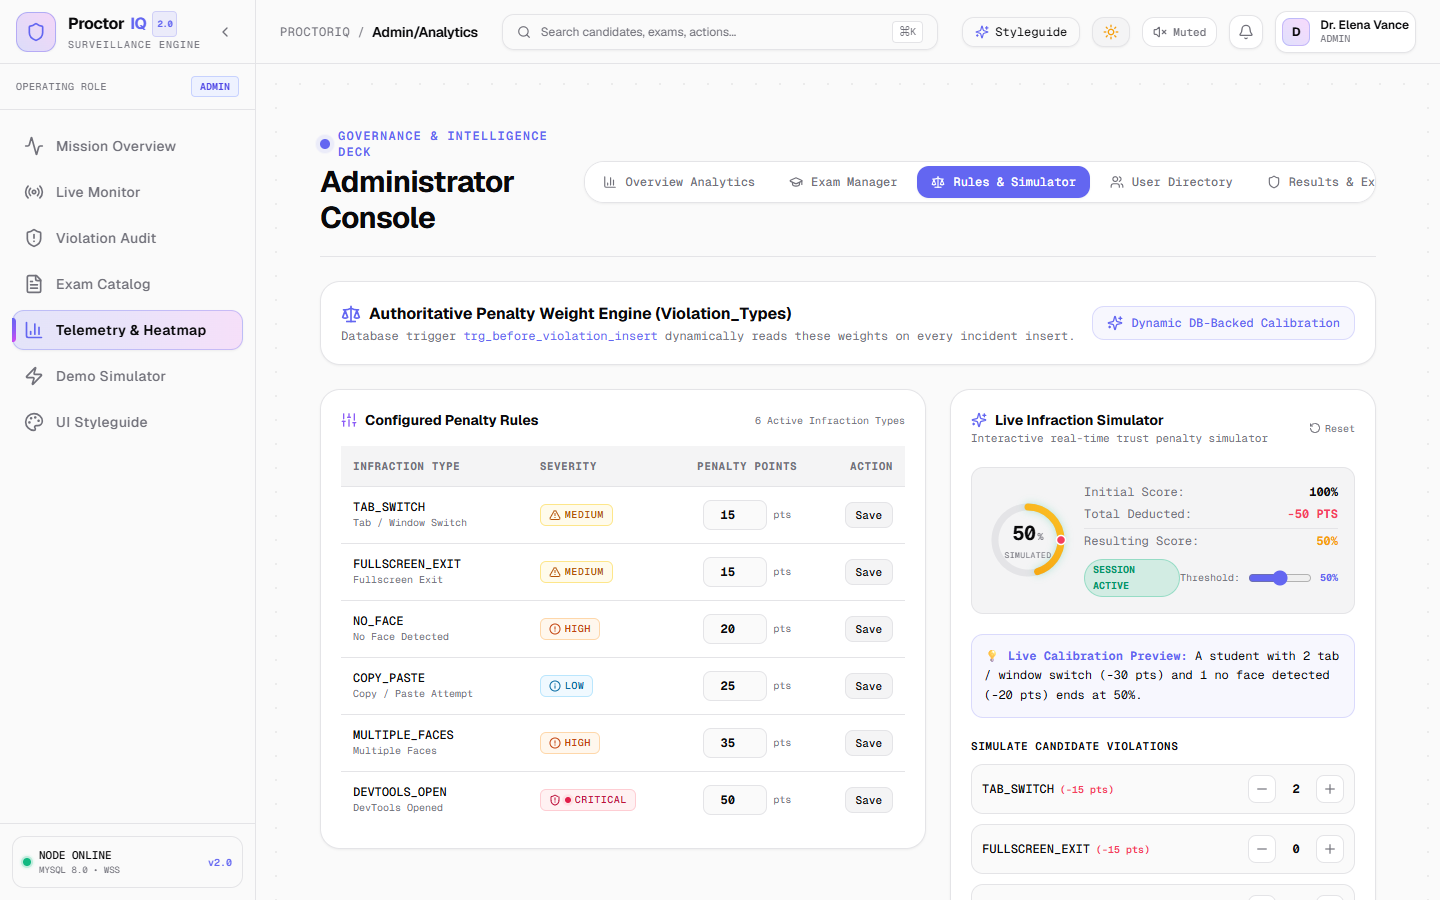 Proctor IQ 2.0
SURVEILLANCE ENGINE
PROCTORIQ / Admin/Analytics
Search candidates, exams, actions…
⌘K
Styleguide
Muted
D
Dr. Elena Vance
ADMIN
OPERATING ROLE
ADMIN
Mission Overview
Live Monitor
Violation Audit
Exam Catalog
Telemetry & Heatmap
Demo Simulator
UI Styleguide
NODE ONLINE
MYSQL 8.0 • WSS
v2.0
GOVERNANCE & INTELLIGENCE
DECK
Administrator
Console
Overview Analytics
Exam Manager
Rules & Simulator
User Directory
Results & Ex
Authoritative Penalty Weight Engine (Violation_Types)
Database trigger trg_before_violation_insert dynamically reads these weights on every incident insert.
Dynamic DB-Backed Calibration
Configured Penalty Rules
6 Active Infraction Types
INFRACTION TYPE SEVERITY PENALTY POINTS ACTION
TAB_SWITCH
Tab / Window Switch
MEDIUM
15 pts
Save
FULLSCREEN_EXIT
Fullscreen Exit
MEDIUM
15 pts
Save
NO_FACE
No Face Detected
HIGH
20 pts
Save
COPY_PASTE
Copy / Paste Attempt
LOW
25 pts
Save
MULTIPLE_FACES
Multiple Faces
HIGH
35 pts
Save
DEVTOOLS_OPEN
DevTools Opened
CRITICAL
50 pts
Save
Live Infraction Simulator
Interactive real-time trust penalty simulator
Reset
50%
SIMULATED
Initial Score: 100%
Total Deducted: -50 PTS
Resulting Score: 50%
SESSION
ACTIVE
Threshold: 50%
💡 Live Calibration Preview: A student with 2 tab
/ window switch (-30 pts) and 1 no face detected
(-20 pts) ends at 50%.
SIMULATE CANDIDATE VIOLATIONS
TAB_SWITCH (-15 pts)
− 2 +
FULLSCREEN_EXIT (-15 pts)
− 0 +